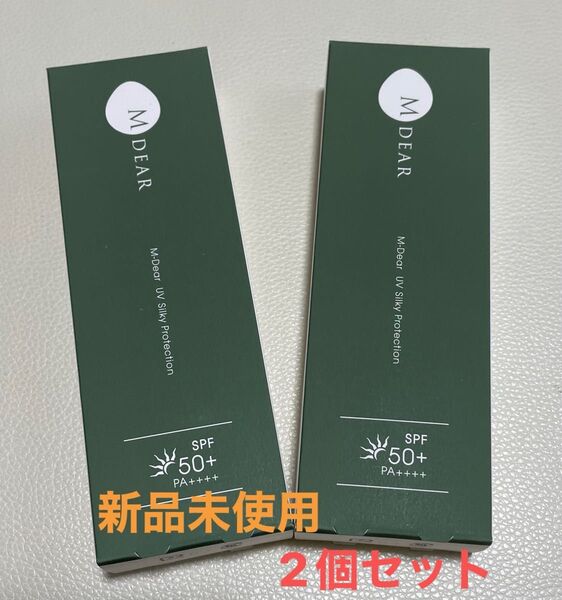 M DEAR
M-Dear UV Silky Protection
SPF
50+
PA++++
M DEAR
M-Dear UV Silky Protection
SPF
50+
PA++++
新品未使用
2個セット